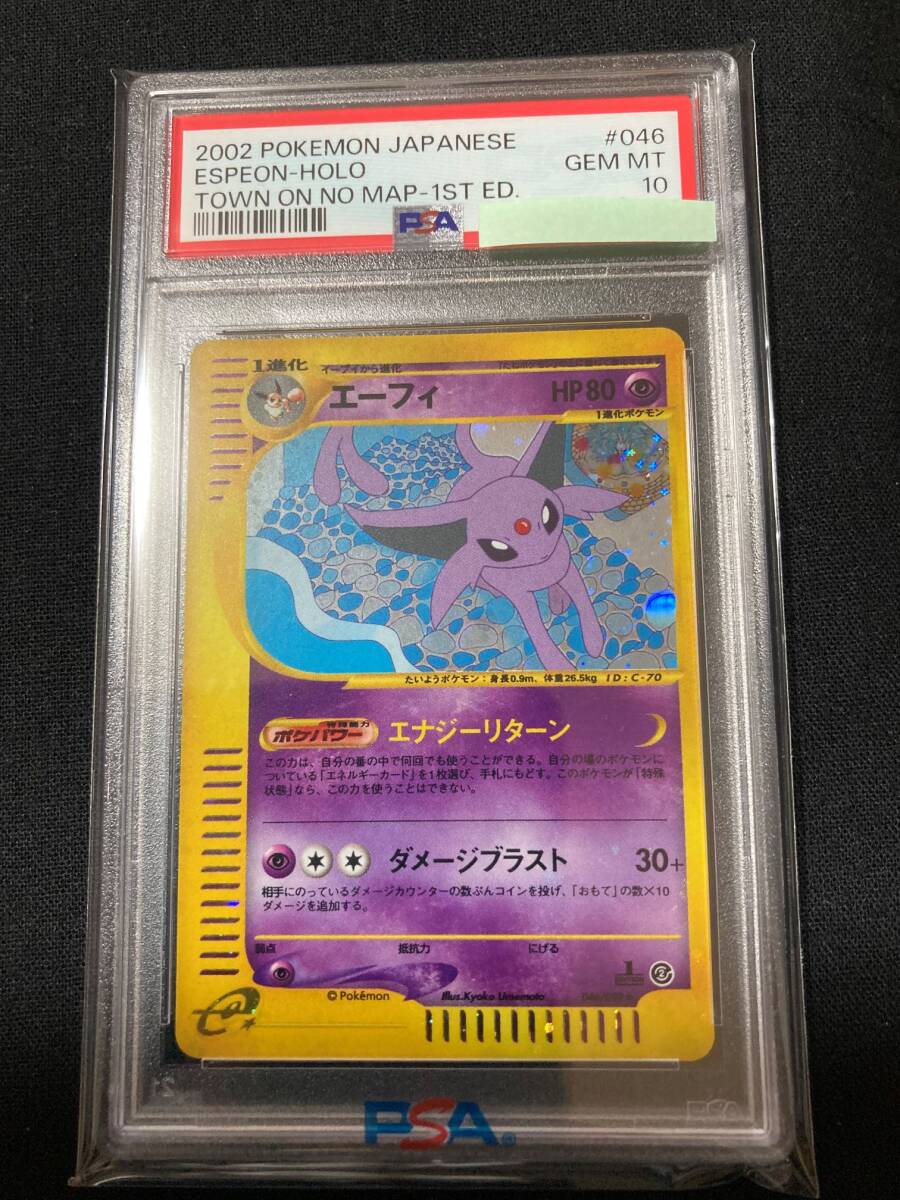 2002 POKEMON JAPANESE #046
ESPEON-HOLO GEM MT
TOWN ON NO MAP-1ST ED. 10
PSA
1進化 イーブイから進化
エーフィ HP80
1進化ポケモン
たいようポケモン：身長0.9m、体重26.5kg ID：C-70
特殊能力
ポケパワー エナジーリターン
この力は、自分の番の中で何回でも使うことができる。自分の場のポケモンに
ついている「エネルギーカード」を1枚選び、手札にもどす。このポケモンが「特殊
状態」なら、この力を使うことはできない。
ダメージブラスト 30+
相手にのっているダメージカウンターの数ぶんコインを投げ、「おもて」の数×10
ダメージを追加する。
弱点 抵抗力 にげる
1
©Pokémon Illus.Kyoko Umemoto
e
PSA®